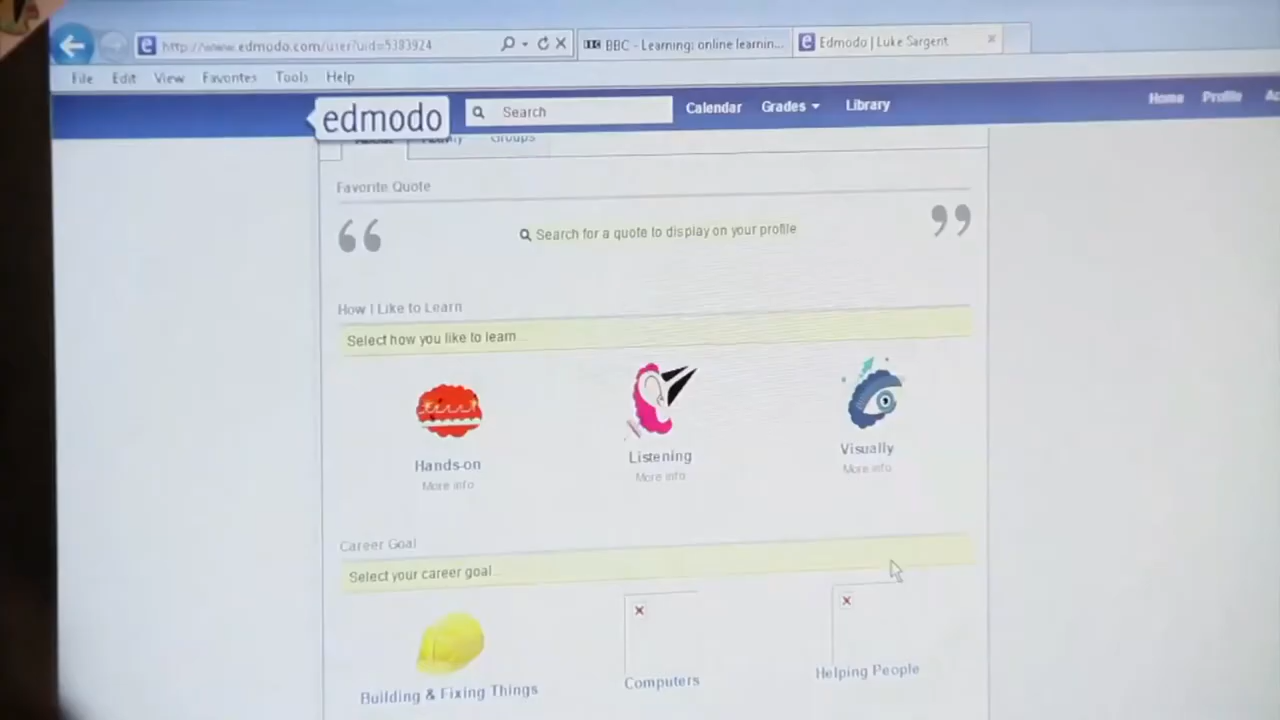 http://www.edmodo.com/user?uid=5383924
BBC - Learning: online learnin...
Edmodo | Luke Sargent
File Edit View Favorites Tools Help
edmodo
Search
Calendar Grades Library
Home Profile
About Activity Groups
Favorite Quote
“ Search for a quote to display on your profile ”
How I Like to Learn
Select how you like to learn...
Hands-on Listening Visually
More info More info More info
Career Goal
Select your career goal...
Building & Fixing Things Computers Helping People